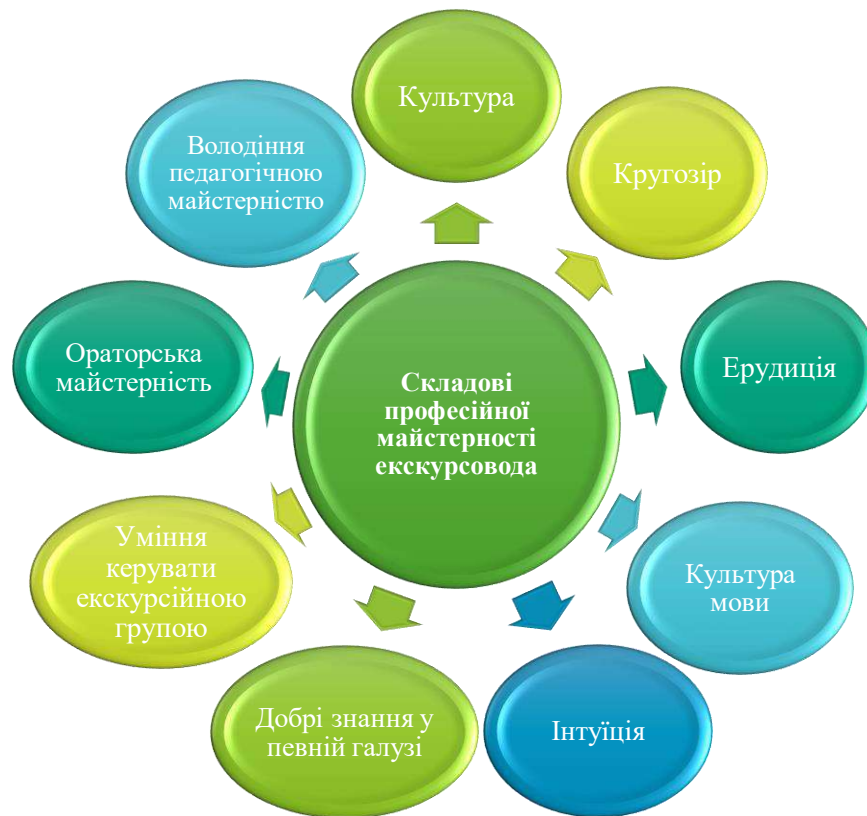 Культура
Кругозір
Ерудиція
Культура
мови
Інтуїція
Добрі знання у
певній галузі
Уміння
керувати
екскурсійною
групою
Ораторська
майстерність
Володіння
педагогічною
майстерністю
Складові
професійної
майстерності
екскурсовода